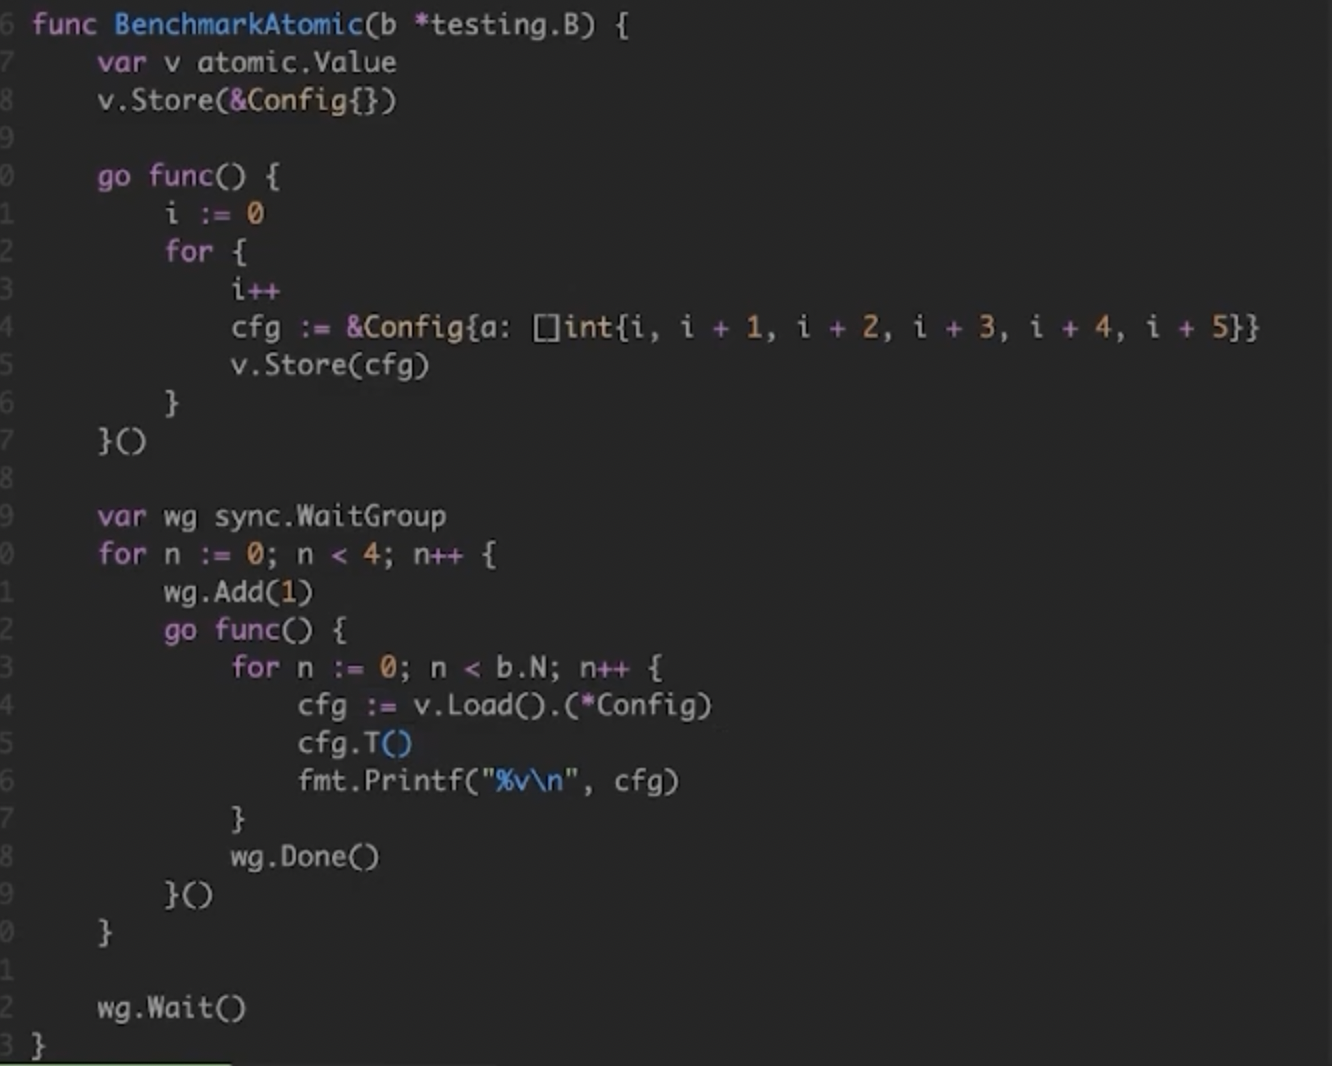 6 func BenchmarkAtomic(b *testing.B) {
7     var v atomic.Value
8     v.Store(&Config{})
9
0     go func() {
1         i := 0
2         for {
3             i++
4             cfg := &Config{a: []int{i, i + 1, i + 2, i + 3, i + 4, i + 5}}
5             v.Store(cfg)
6         }
7     }()
8
9     var wg sync.WaitGroup
0     for n := 0; n < 4; n++ {
1         wg.Add(1)
2         go func() {
3             for n := 0; n < b.N; n++ {
4                 cfg := v.Load().(*Config)
5                 cfg.T()
6                 fmt.Printf("%v\n", cfg)
7             }
8             wg.Done()
9         }()
0     }
1
2     wg.Wait()
3 }